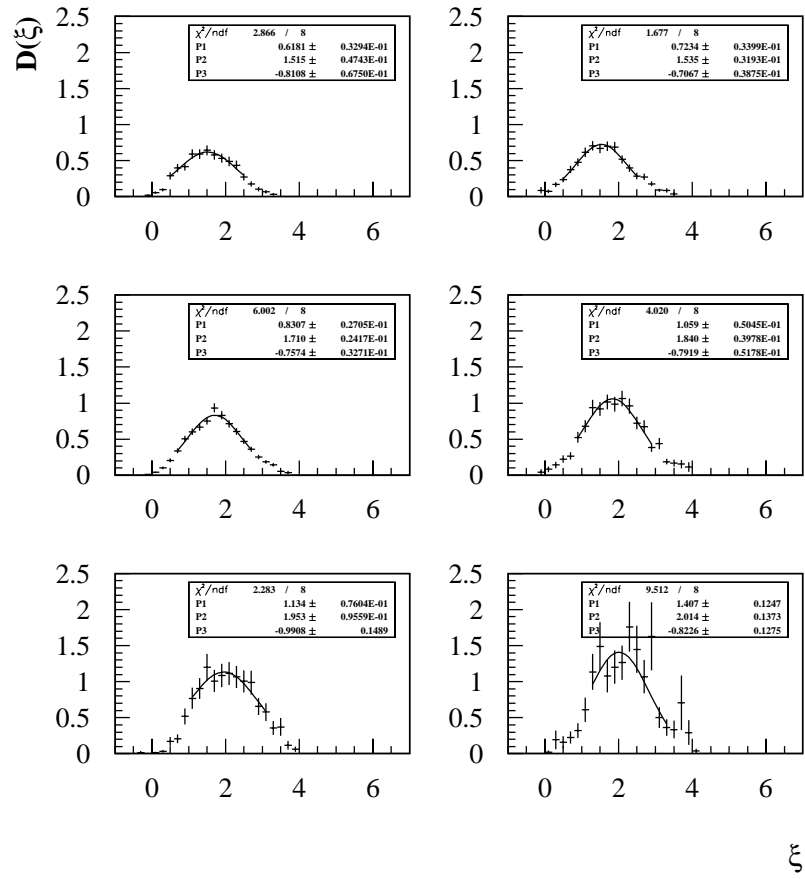 D(ξ)
2.5
2
1.5
1
0.5
0
0 2 4 6
χ²/ndf 2.866 / 8
P1 0.6181 ± 0.3294E-01
P2 1.515 ± 0.4743E-01
P3 -0.8108 ± 0.6750E-01
2.5
2
1.5
1
0.5
0
0 2 4 6
χ²/ndf 1.677 / 8
P1 0.7234 ± 0.3399E-01
P2 1.535 ± 0.3193E-01
P3 -0.7067 ± 0.3875E-01
2.5
2
1.5
1
0.5
0
0 2 4 6
χ²/ndf 6.002 / 8
P1 0.8307 ± 0.2705E-01
P2 1.710 ± 0.2417E-01
P3 -0.7574 ± 0.3271E-01
2.5
2
1.5
1
0.5
0
0 2 4 6
χ²/ndf 4.020 / 8
P1 1.059 ± 0.5045E-01
P2 1.840 ± 0.3978E-01
P3 -0.7919 ± 0.5178E-01
2.5
2
1.5
1
0.5
0
0 2 4 6
χ²/ndf 2.283 / 8
P1 1.134 ± 0.7604E-01
P2 1.953 ± 0.9559E-01
P3 -0.9908 ± 0.1489
2.5
2
1.5
1
0.5
0
0 2 4 6
χ²/ndf 9.512 / 8
P1 1.407 ± 0.1247
P2 2.014 ± 0.1373
P3 -0.8226 ± 0.1275
ξ